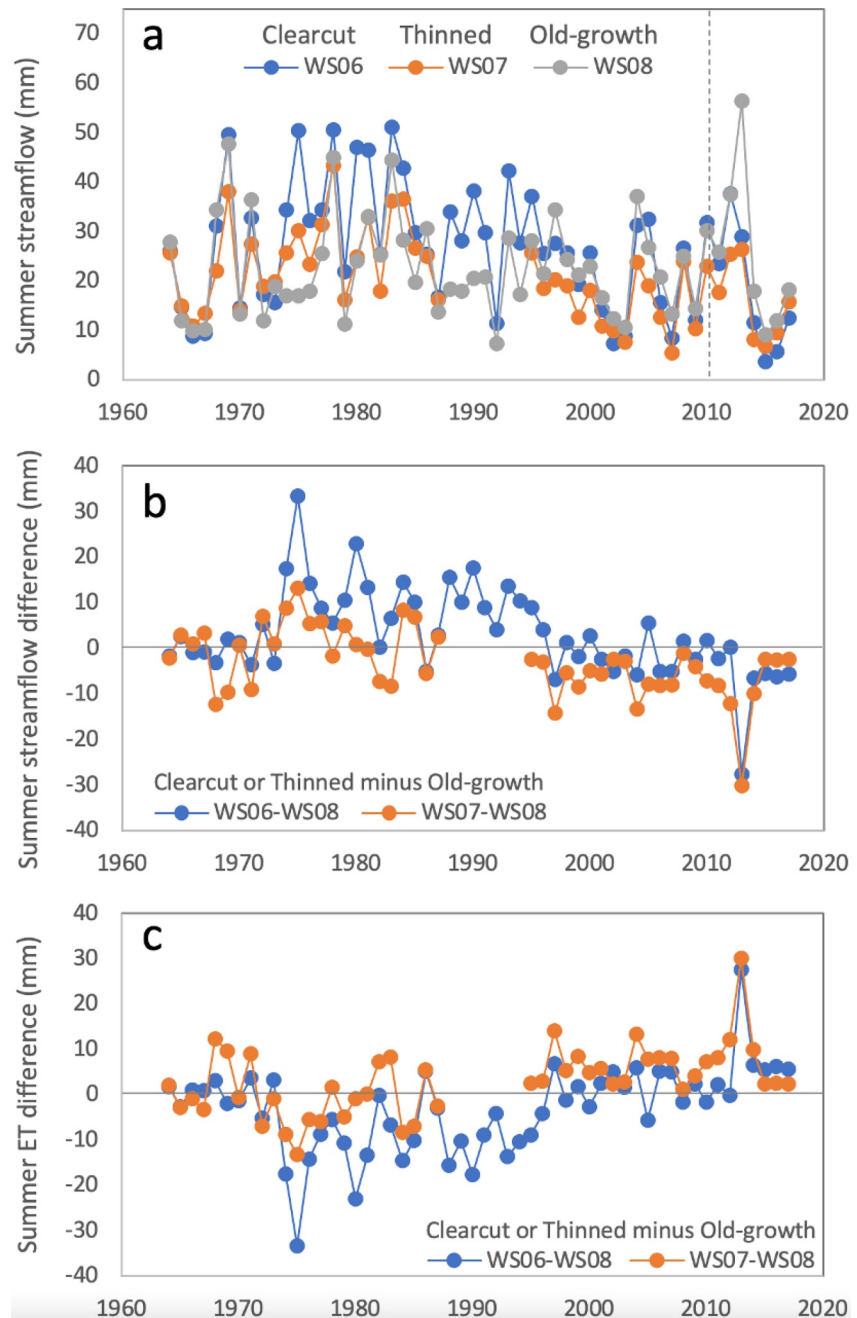 a
Clearcut Thinned Old-growth
WS06 WS07 WS08
Summer streamflow (mm)
70
60
50
40
30
20
10
0
1960 1970 1980 1990 2000 2010 2020
b
Summer streamflow difference (mm)
40
30
20
10
0
-10
-20
-30
-40
Clearcut or Thinned minus Old-growth
WS06-WS08 WS07-WS08
1960 1970 1980 1990 2000 2010 2020
c
Summer ET difference (mm)
40
30
20
10
0
-10
-20
-30
-40
Clearcut or Thinned minus Old-growth
WS06-WS08 WS07-WS08
1960 1970 1980 1990 2000 2010 2020